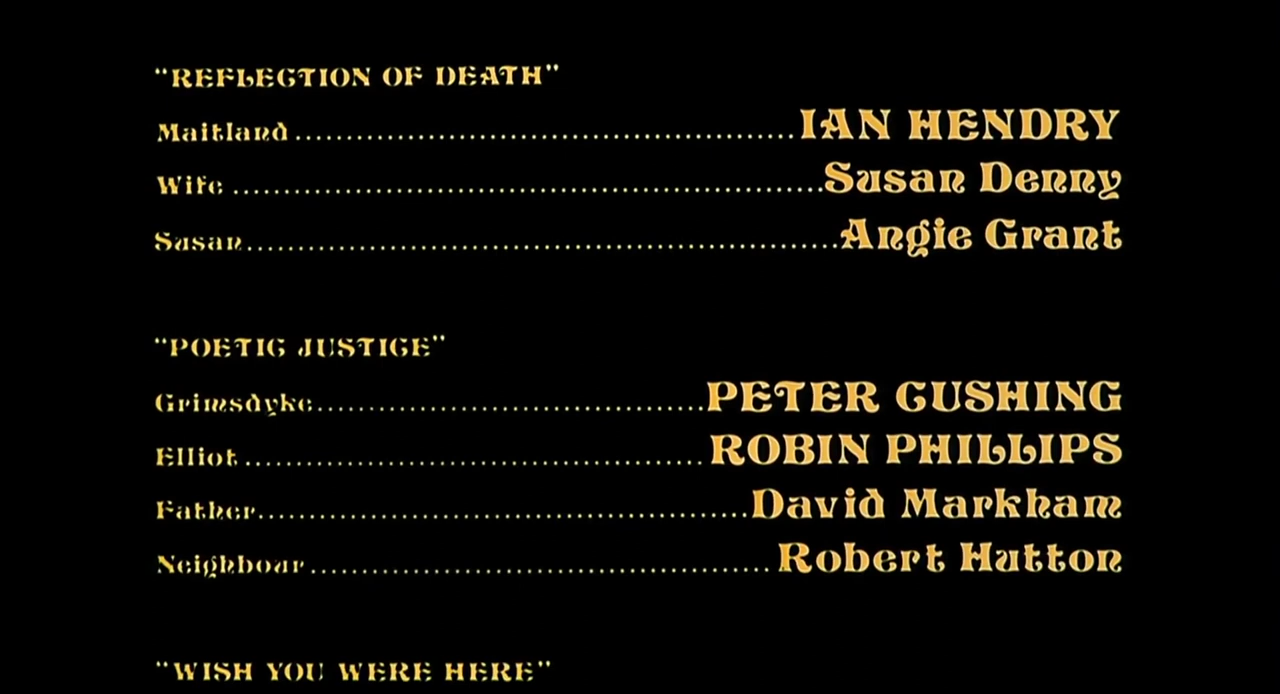 "REFLECTION OF DEATH"
Maitland..................................................IAN HENDRY
Wife...........................................................Susan Denny
Susan...........................................................Angie Grant
"POETIC JUSTICE"
Grimsdyke.......................................PETER CUSHING
Elliot..............................................ROBIN PHILLIPS
Father.................................................David Markham
Neighbour..............................................Robert Hutton
"WISH YOU WERE HERE"